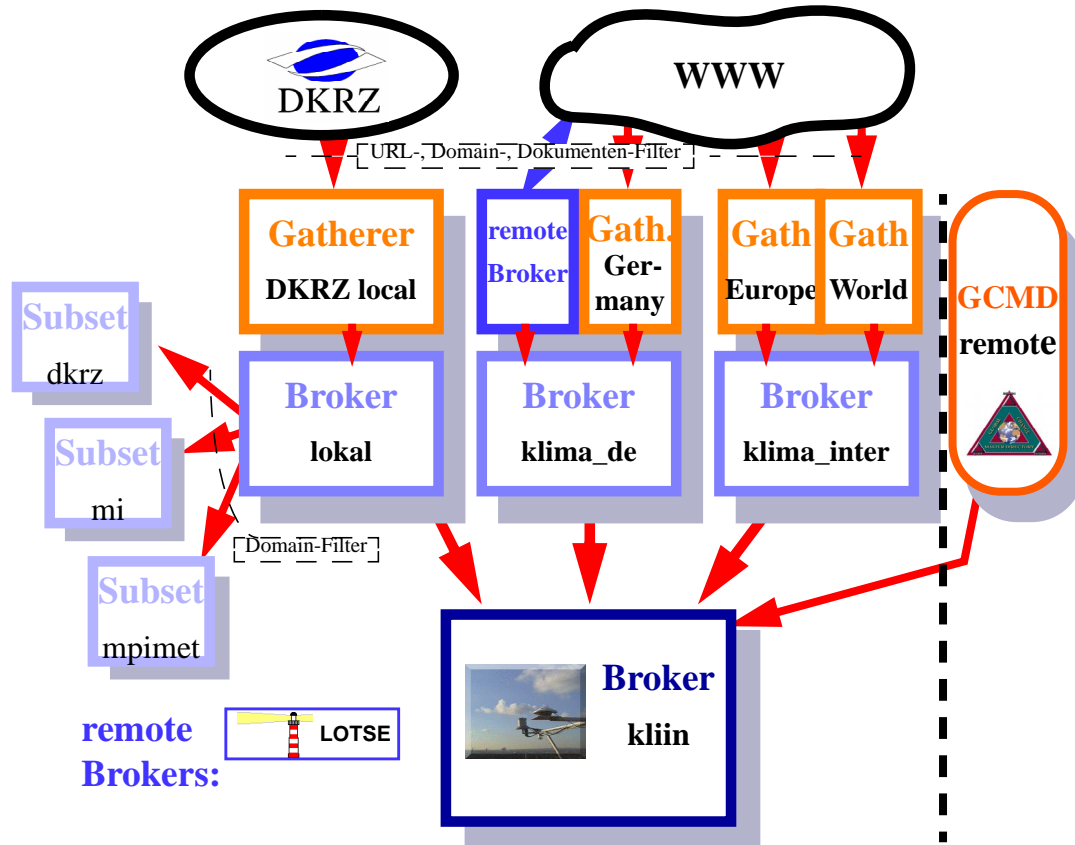 DKRZ
WWW
URL-, Domain-, Dokumenten-Filter
Gatherer
DKRZ local
remote
Broker
Gath.
Ger-
many
Gath
Europe
Gath
World
GCMD
remote
Subset
dkrz
Subset
mi
Subset
mpimet
Broker
lokal
Broker
klima_de
Broker
klima_inter
Domain-Filter
Broker
kliin
remote
Brokers:
LOTSE